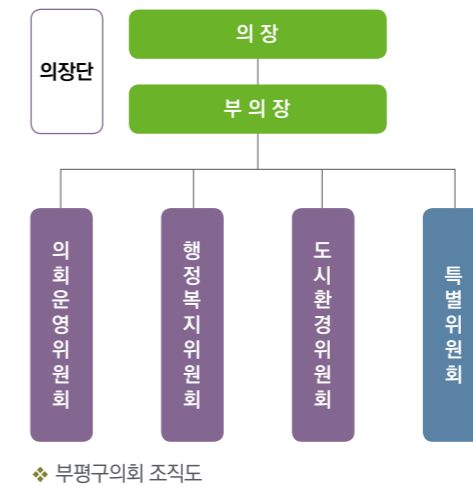 의장단
의 장
부 의 장
의회운영위원회
행정복지위원회
도시환경위원회
특별위원회
❖ 부평구의회 조직도